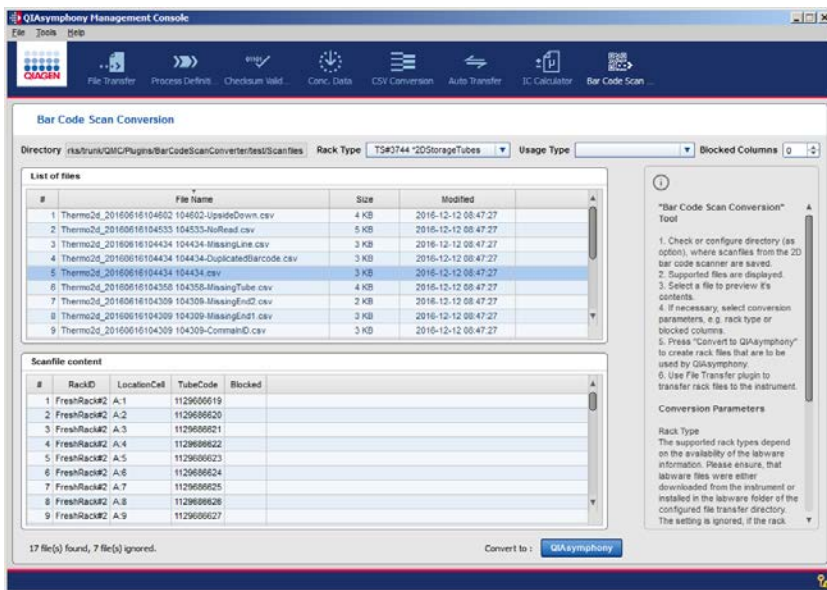 QIAsymphony Management Console
File Tools Help
QIAGEN
File Transfer
Process Definiti...
Checksum Valid...
Conc. Data
CSV Conversion
Auto Transfer
IC Calculator
Bar Code Scan ...
Bar Code Scan Conversion
Directory rks/trunk/QMC/Plugins/BarCodeScanConverter/test/Scanfiles Rack Type TS#3744 *2DStorageTubes Usage Type Blocked Columns 0
List of files
# File Name Size Modified
1 Thermo2d_20160616104602 104602-UpsideDown.csv 4 KB 2016-12-12 08:47:27
2 Thermo2d_20160616104533 104533-NoRead.csv 5 KB 2016-12-12 08:47:27
3 Thermo2d_20160616104434 104434-MissingLine.csv 3 KB 2016-12-12 08:47:27
4 Thermo2d_20160616104434 104434-DuplicatedBarcode.csv 3 KB 2016-12-12 08:47:27
5 Thermo2d_20160616104434 104434.csv 3 KB 2016-12-12 08:47:27
6 Thermo2d_20160616104358 104358-MissingTube.csv 4 KB 2016-12-12 08:47:27
7 Thermo2d_20160616104309 104309-MissingEnd2.csv 2 KB 2016-12-12 08:47:27
8 Thermo2d_20160616104309 104309-MissingEnd1.csv 3 KB 2016-12-12 08:47:27
9 Thermo2d_20160616104309 104309-CommaInID.csv 3 KB 2016-12-12 08:47:27
Scanfile content
# RackID LocationCell TubeCode Blocked
1 FreshRack#2 A:1 1129686619
2 FreshRack#2 A:2 1129686620
3 FreshRack#2 A:3 1129686621
4 FreshRack#2 A:4 1129686622
5 FreshRack#2 A:5 1129686623
6 FreshRack#2 A:6 1129686624
7 FreshRack#2 A:7 1129686625
8 FreshRack#2 A:8 1129686626
9 FreshRack#2 A:9 1129686627
"Bar Code Scan Conversion"
Tool
1. Check or configure directory (as
option), where scanfiles from the 2D
bar code scanner are saved.
2. Supported files are displayed.
3. Select a file to preview it's
contents.
4. If necessary, select conversion
parameters, e.g. rack type or
blocked columns.
5. Press "Convert to QIAsymphony"
to create rack files that are to be
used by QIAsymphony.
6. Use File Transfer plugin to
transfer rack files to the instrument.
Conversion Parameters
Rack Type
The supported rack types depend
on the availability of the labware
information. Please ensure, that
labware files were either
downloaded from the instrument or
installed in the labware folder of the
configured file transfer directory.
The setting is ignored, if the rack
17 file(s) found, 7 file(s) ignored.
Convert to : QIAsymphony